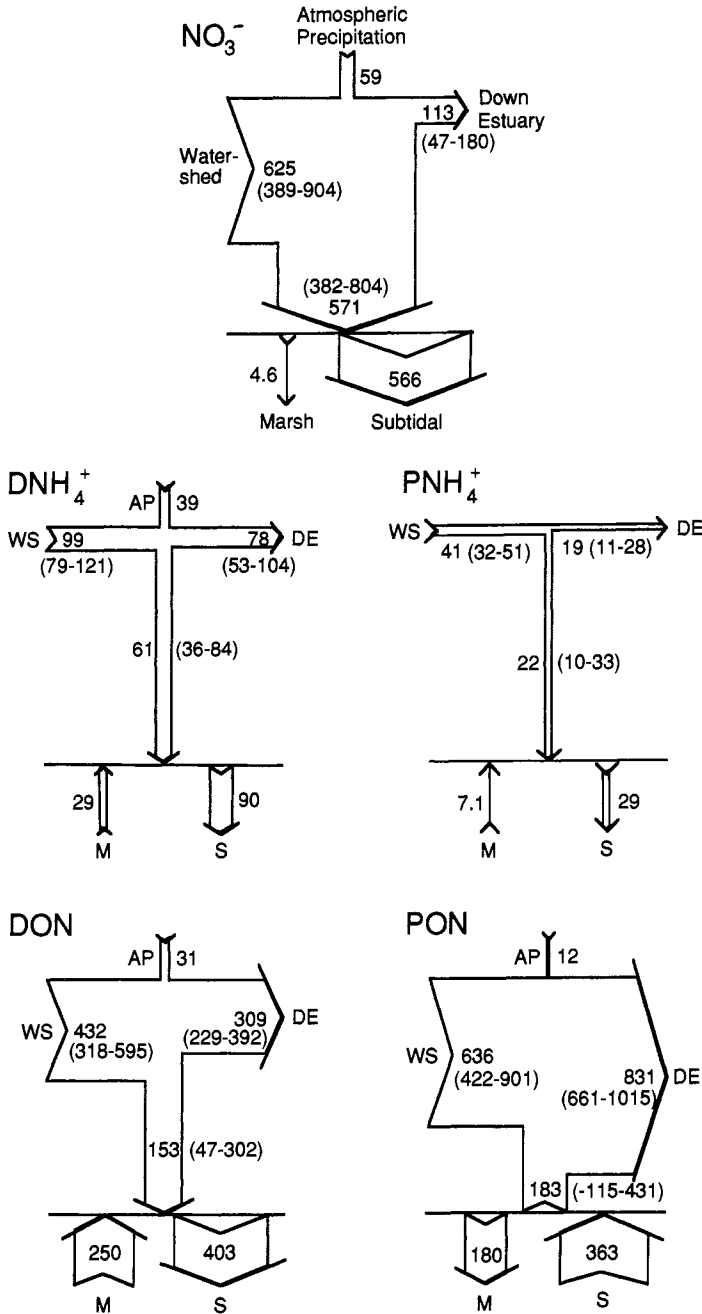 NO₃⁻
Atmospheric
Precipitation
59
Down
Estuary
113
(47-180)
Water-
shed
625
(389-904)
(382-804)
571
4.6
566
Marsh
Subtidal
DNH₄⁺
AP 39
WS 99
(79-121)
78 DE
(53-104)
61 (36-84)
29
90
M
S
PNH₄⁺
WS
DE
41 (32-51)
19 (11-28)
22 (10-33)
7.1
29
M
S
DON
AP 31
WS 432
(318-595)
309 DE
(229-392)
153 (47-302)
250
403
M
S
PON
AP 12
WS 636
(422-901)
831 DE
(661-1015)
183 (-115-431)
180
363
M
S